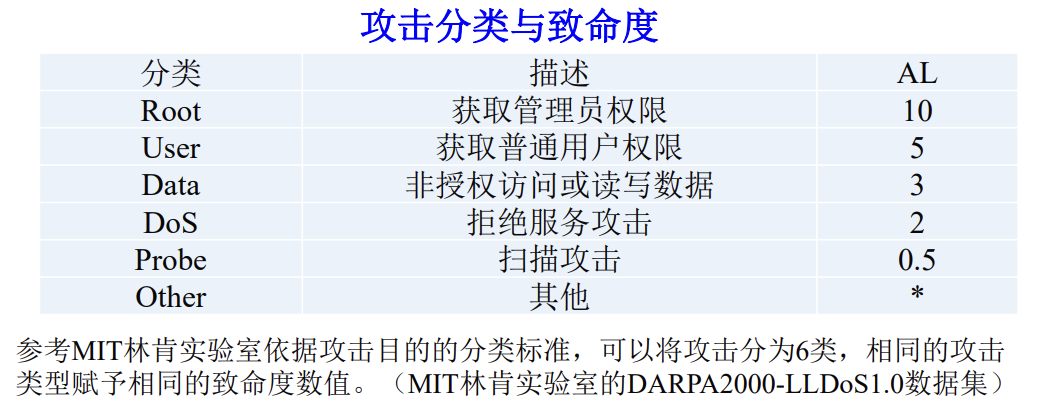 攻击分类与致命度
分类 描述 AL
Root 获取管理员权限 10
User 获取普通用户权限 5
Data 非授权访问或读写数据 3
DoS 拒绝服务攻击 2
Probe 扫描攻击 0.5
Other 其他 *
参考MIT林肯实验室依据攻击目的的分类标准，可以将攻击分为6类，相同的攻击
类型赋予相同的致命度数值。（MIT林肯实验室的DARPA2000-LLDoS1.0数据集）